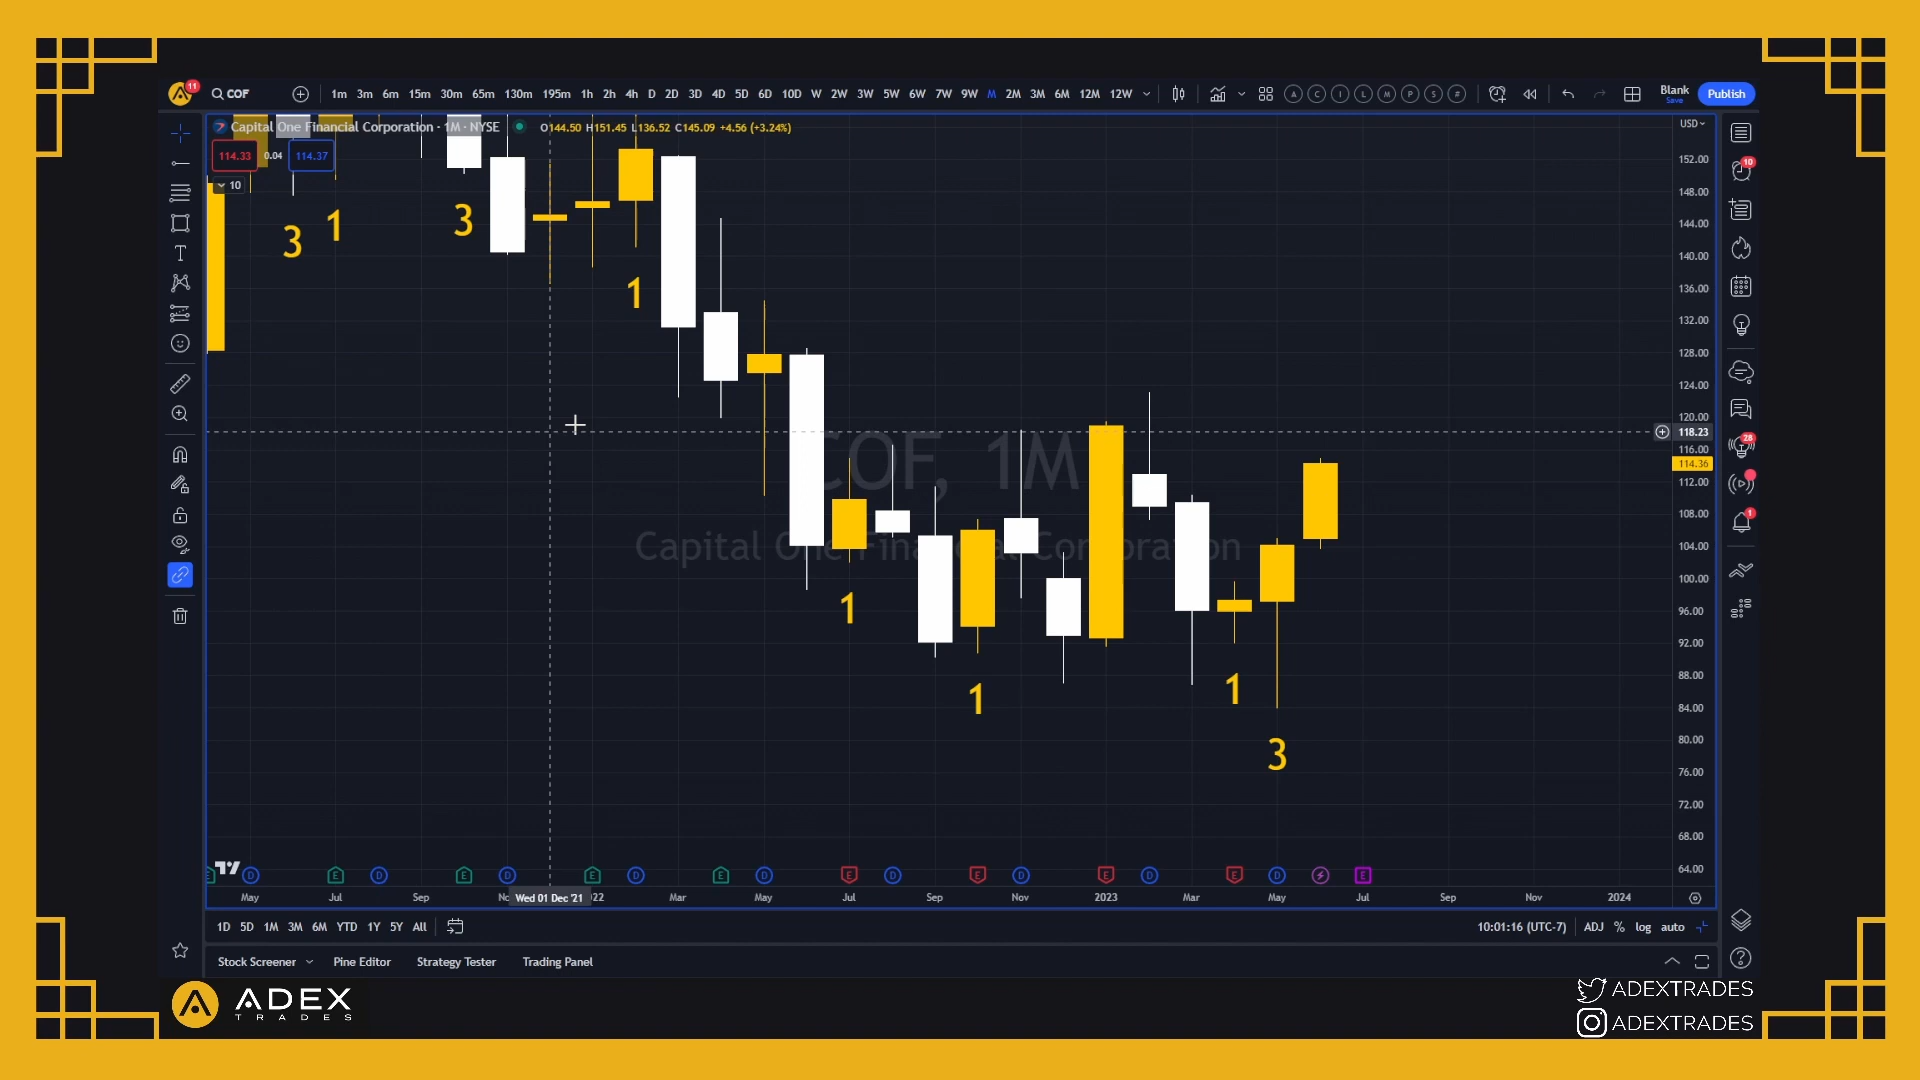 11
COF
1m 3m 6m 15m 30m 65m 130m 195m 1h 2h 4h D 2D 3D 4D 5D 6D 10D W 2W 3W 5W 6W 7W 9W M 2M 3M 6M 12M 12W
A C I L M P S #
Blank
Save
Publish
Capital One Financial Corporation · 1M · NYSE
O144.50 H151.45 L136.52 C145.09 +4.56 (+3.24%)
USD
114.33 0.04 114.37
10
3 1 3 1 1 1 1 3
COF, 1M
Capital One Financial Corporation
152.00
148.00
144.00
140.00
136.00
132.00
128.00
124.00
120.00
118.23
116.00
114.36
112.00
108.00
104.00
100.00
96.00
92.00
88.00
84.00
80.00
76.00
72.00
68.00
64.00
10
28
1
E D E D E D E D E D E D E D E D E D E
May Jul Sep Wed 01 Dec '21 Mar May Jul Sep Nov 2023 Mar May Jul Sep Nov 2024
1D 5D 1M 3M 6M YTD 1Y 5Y All
10:01:16 (UTC-7) ADJ % log auto
Stock Screener Pine Editor Strategy Tester Trading Panel
ADEX
TRADES
ADEXTRADES
ADEXTRADES